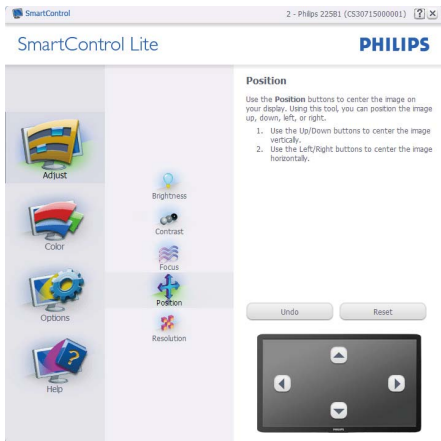 SmartControl
2 - Philips 225B1 (CS30715000001)
? X
SmartControl Lite
PHILIPS
Adjust
Color
Options
Help
Brightness
Contrast
Focus
Position
Resolution
Position
Use the Position buttons to center the image on
your display. Using this tool, you can position the image
up, down, left, or right.
1. Use the Up/Down buttons to center the image
vertically.
2. Use the Left/Right buttons to center the image
horizontally.
Undo
Reset
PHILIPS